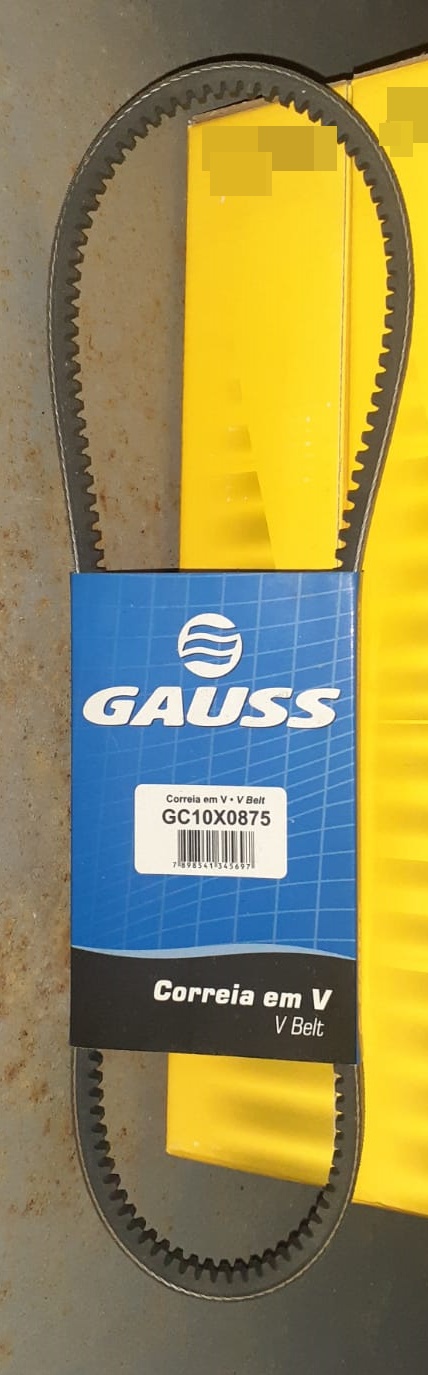 GAUSS
Correia em V • V Belt
GC10X0875
7 898541 345697
Correia em V
V Belt